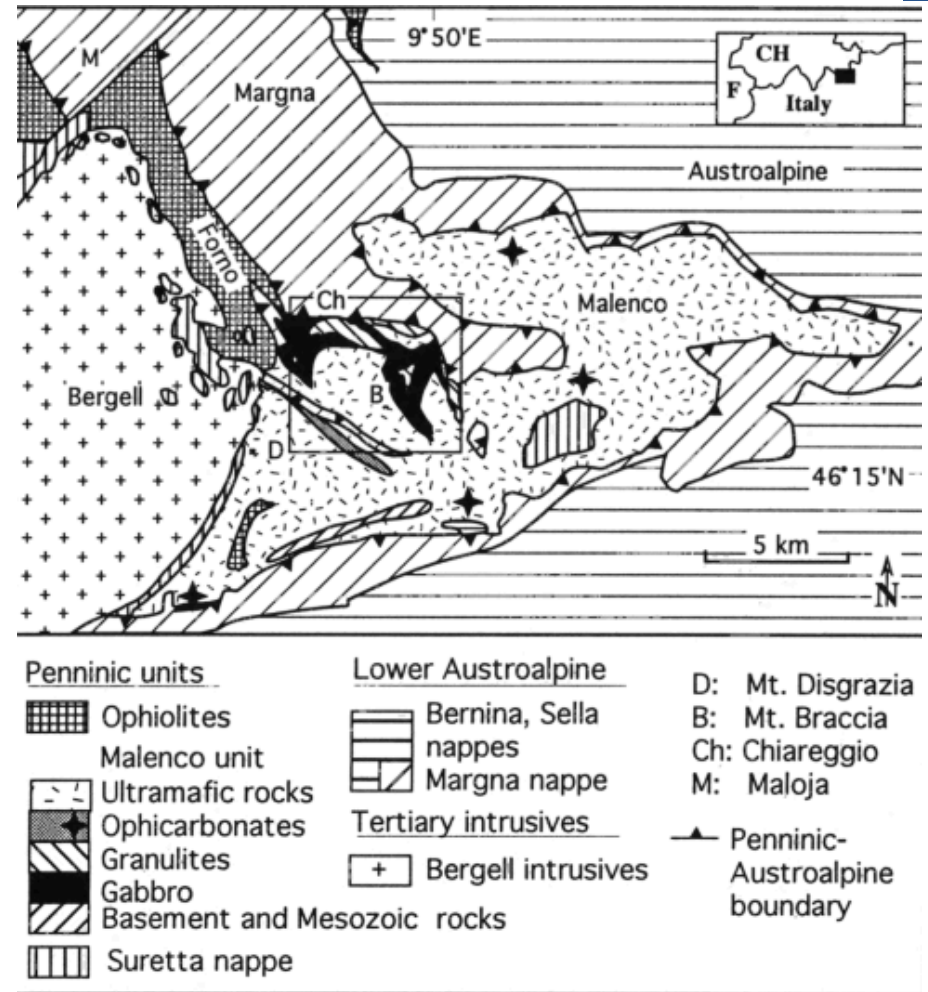 M
9°50'E
CH
F
Italy
Margna
Austroalpine
Forno
Ch
Malenco
Bergell
B
D
46°15'N
5 km
N
Penninic units
Ophiolites
Malenco unit
Ultramafic rocks
Ophicarbonates
Granulites
Gabbro
Basement and Mesozoic rocks
Suretta nappe
Lower Austroalpine
Bernina, Sella
nappes
Margna nappe
Tertiary intrusives
Bergell intrusives
D: Mt. Disgrazia
B: Mt. Braccia
Ch: Chiareggio
M: Maloja
Penninic-
Austroalpine
boundary